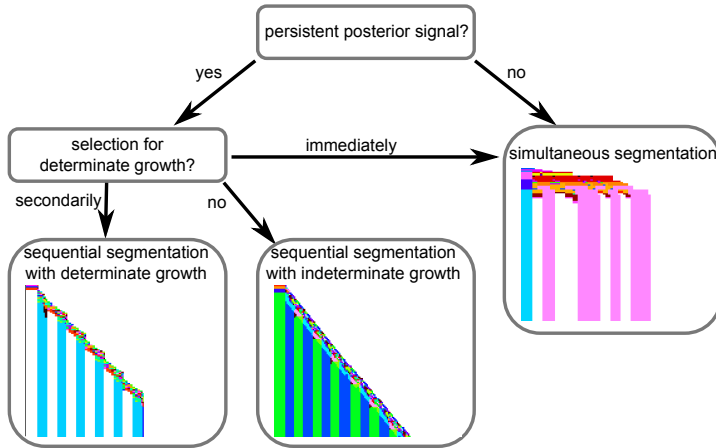 persistent posterior signal?
yes
no
selection for
determinate growth?
immediately
simultaneous segmentation
secondarily
no
sequential segmentation
with determinate growth
sequential segmentation
with indeterminate growth